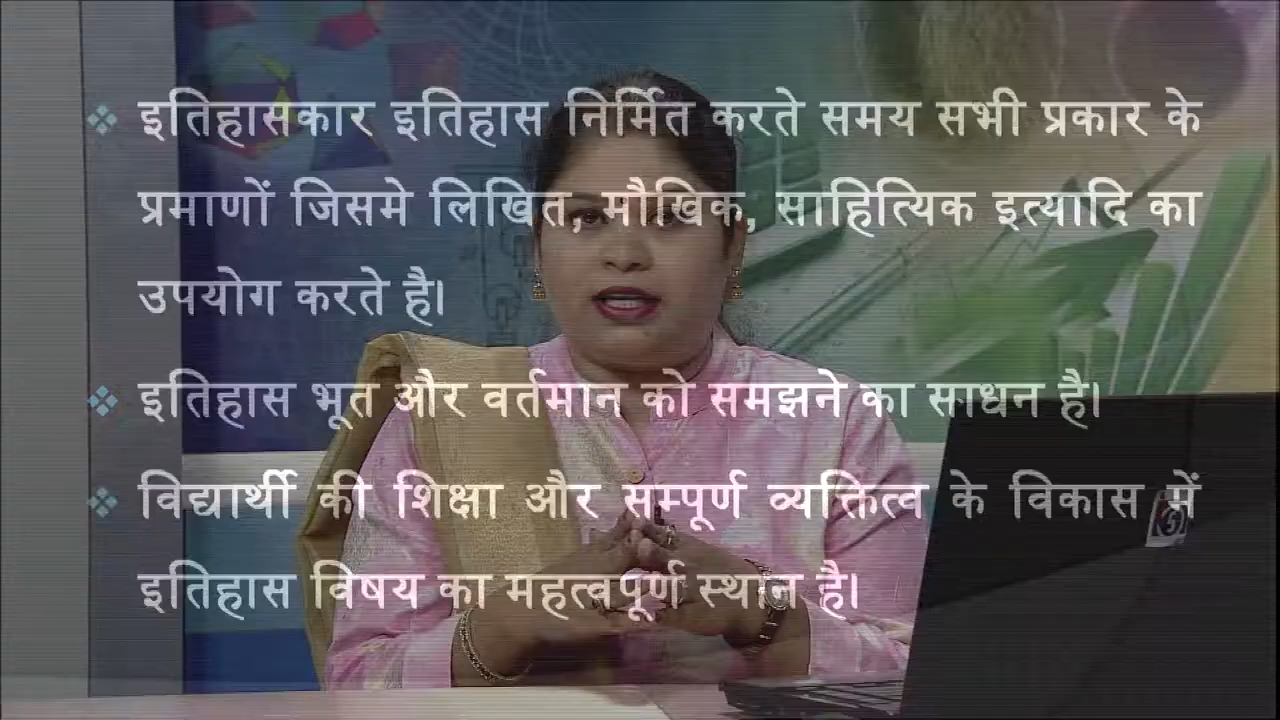 इतिहासकार इतिहास निर्मित करते समय सभी प्रकार के
प्रमाणों जिसमे लिखित, मौखिक, साहित्यिक इत्यादि का
उपयोग करते है।
इतिहास भूत और वर्तमान को समझने का साधन है।
विद्यार्थी की शिक्षा और सम्पूर्ण व्यक्तित्व के विकास में
इतिहास विषय का महत्वपूर्ण स्थान है।